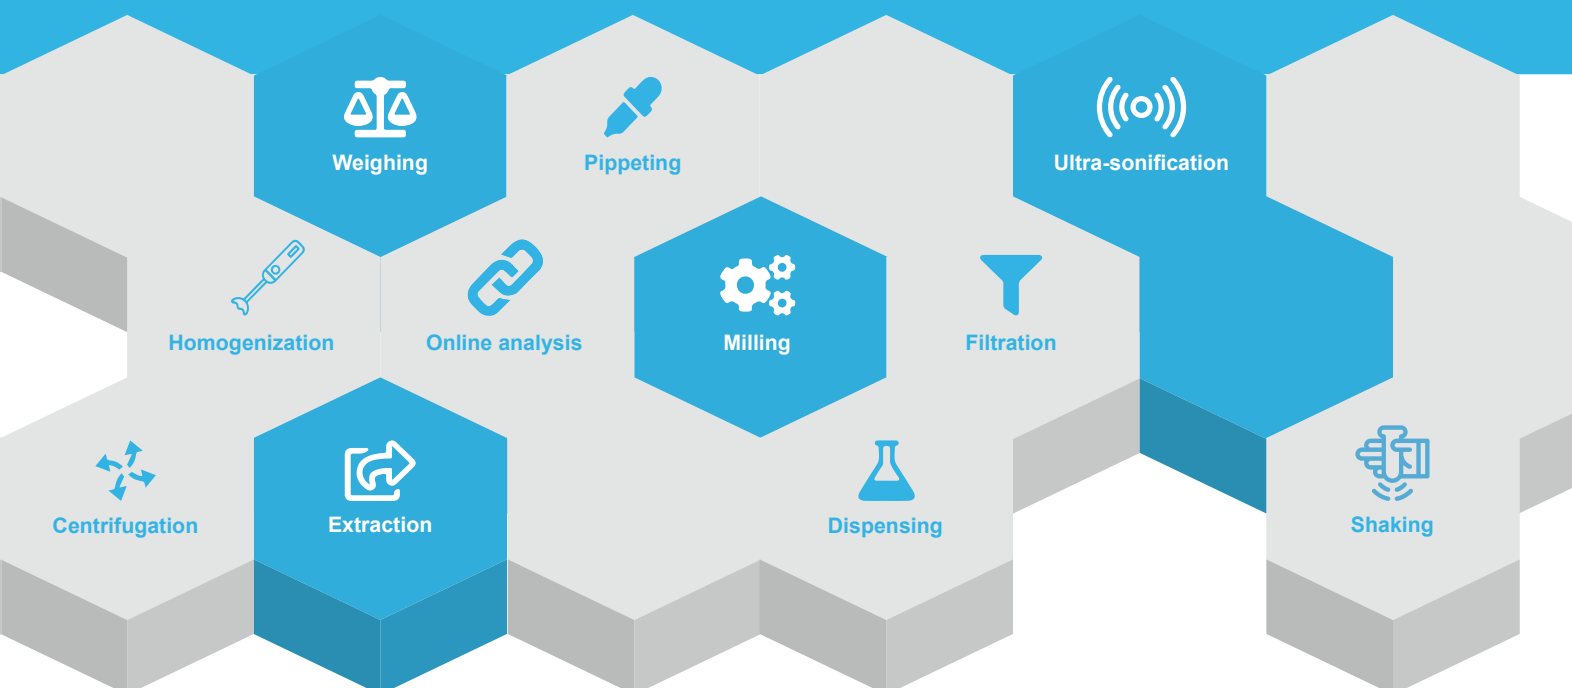 Weighing
Pippeting
Ultra-sonification
Homogenization
Online analysis
Milling
Filtration
Centrifugation
Extraction
Dispensing
Shaking